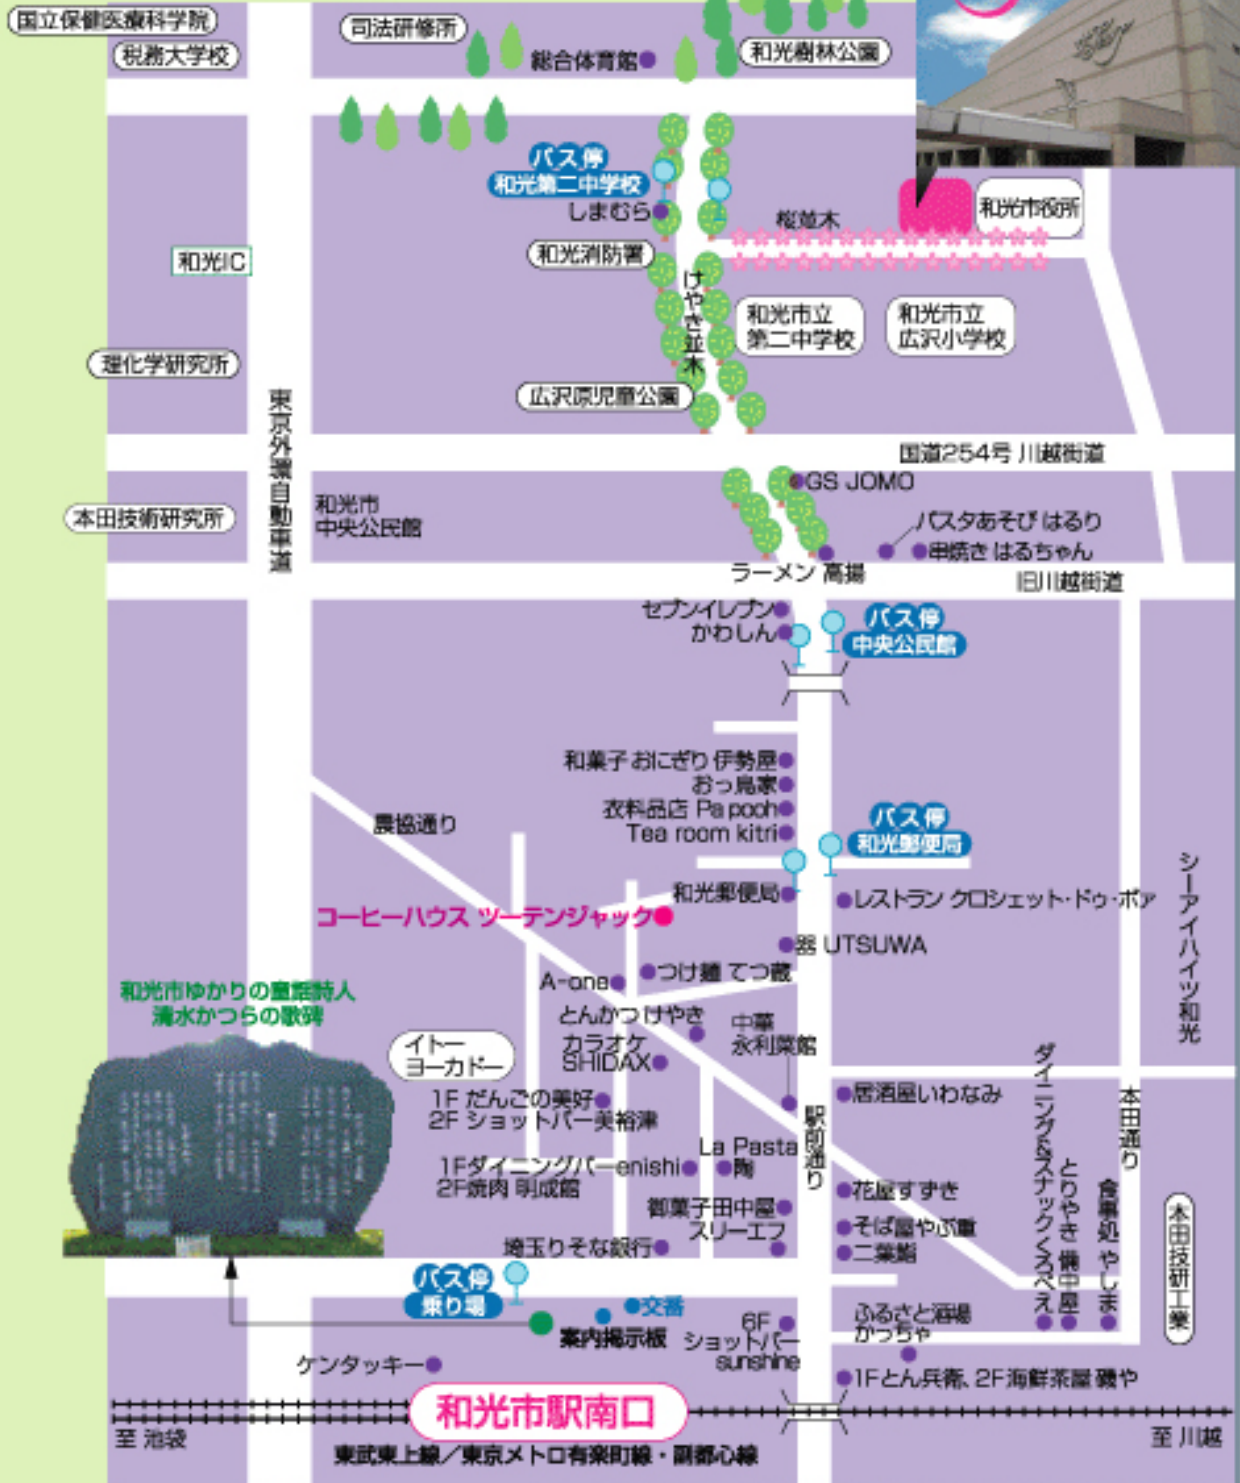 国立保健医療科学院
税務大学校
司法研修所
総合体育館
和光樹林公園
バス停
和光第二中学校
しまむら
桜並木
和光市役所
和光消防署
和光IC
けやき並木
和光市立
第二中学校
和光市立
広沢小学校
理化学研究所
広沢原児童公園
東京外環自動車道
国道254号 川越街道
GS JOMO
本田技術研究所
和光市
中央公民館
パスタあそび はるり
串焼き はるちゃん
ラーメン 高揚
旧川越街道
セブンイレブン
かわしん
バス停
中央公民館
和菓子 おにぎり 伊勢屋
おっ鳥家
衣料品店 Pa pooh
Tea room kitri
農協通り
バス停
和光郵便局
和光郵便局
レストラン クロシェット・ドゥ・ボァ
シーアイハイツ和光
コーヒーハウス ツーテンジャック
器 UTSUWA
A-one
つけ麺 てつ蔵
和光市ゆかりの童謡詩人
清水かつらの歌碑
とんかつ けやき
中華
永利菜館
イトー
ヨーカドー
カラオケ
SHIDAX
1F だんごの美好
2F ショットバー美裕津
居酒屋いわなみ
駅前通り
本田通り
La Pasta
陶
1Fダイニングバーenishi
2F焼肉 明成館
花屋すずき
御菓子田中屋
スリーエフ
そば屋やぶ重
二葉鮨
埼玉りそな銀行
ダイニング&スナックくろべえ
とりやき 備中屋
食事処 やしま
本田技研工業
バス停
乗り場
交番
案内掲示板
6F
ショットバー
sunshine
ふるさと酒場
かっちゃ
ケンタッキー
1Fとん兵衛、2F海鮮茶屋 磯や
和光市駅南口
至 池袋
至 川越
東武東上線／東京メトロ有楽町線・副都心線